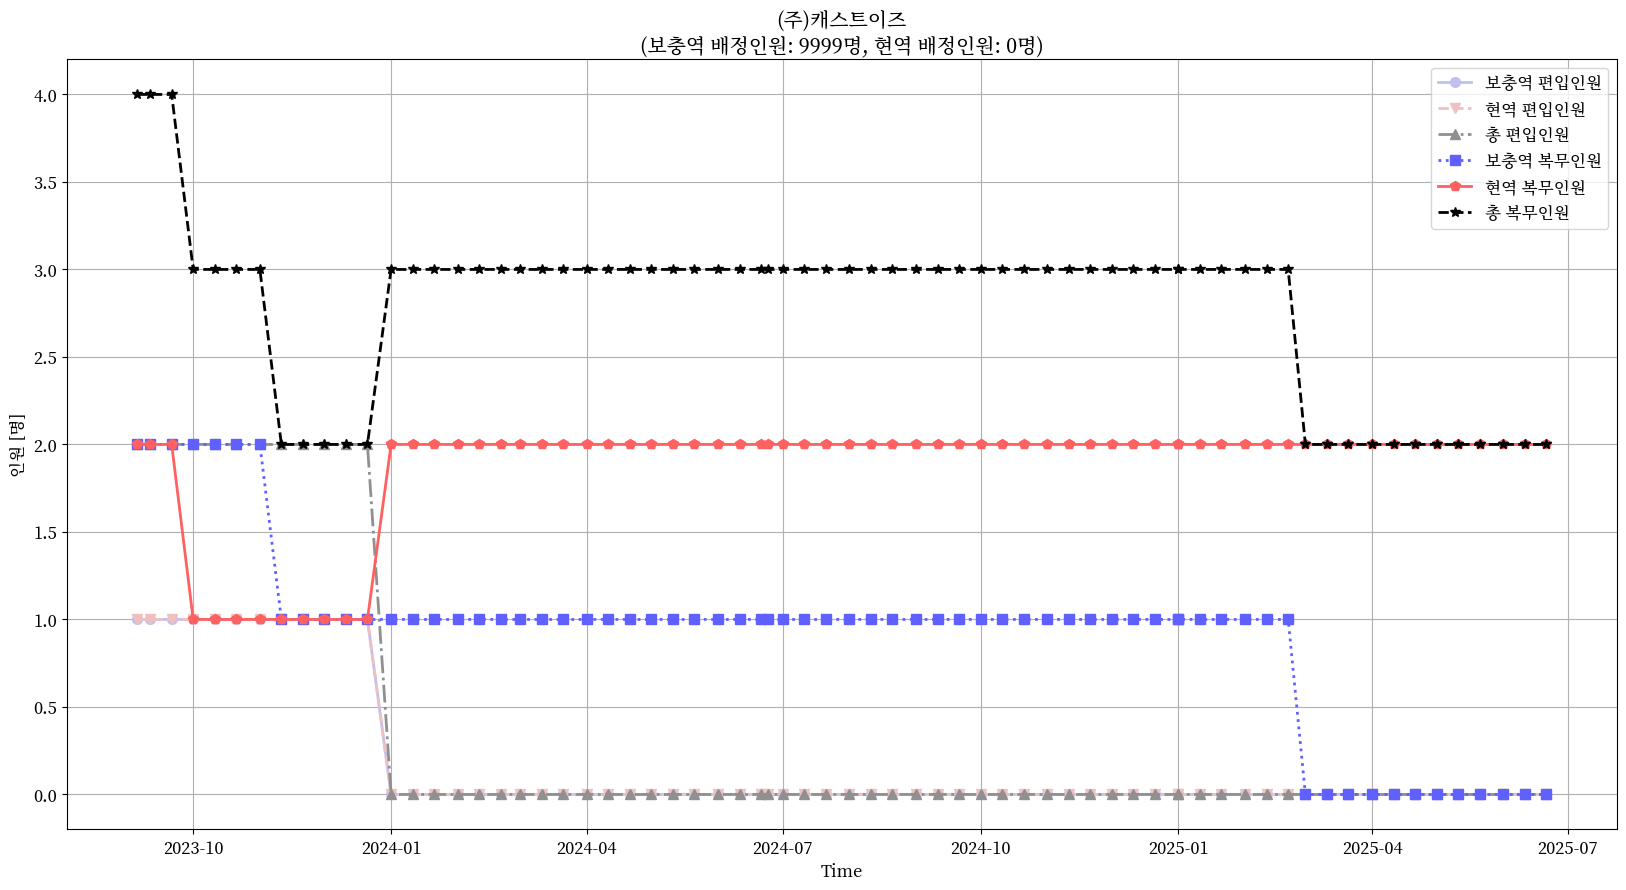 (주)캐스트이즈
(보충역 배정인원: 9999명, 현역 배정인원: 0명)
보충역 편입인원
현역 편입인원
총 편입인원
보충역 복무인원
현역 복무인원
총 복무인원
인원 [명]
4.0
3.5
3.0
2.5
2.0
1.5
1.0
0.5
0.0
2023-10
2024-01
2024-04
2024-07
2024-10
2025-01
2025-04
2025-07
Time